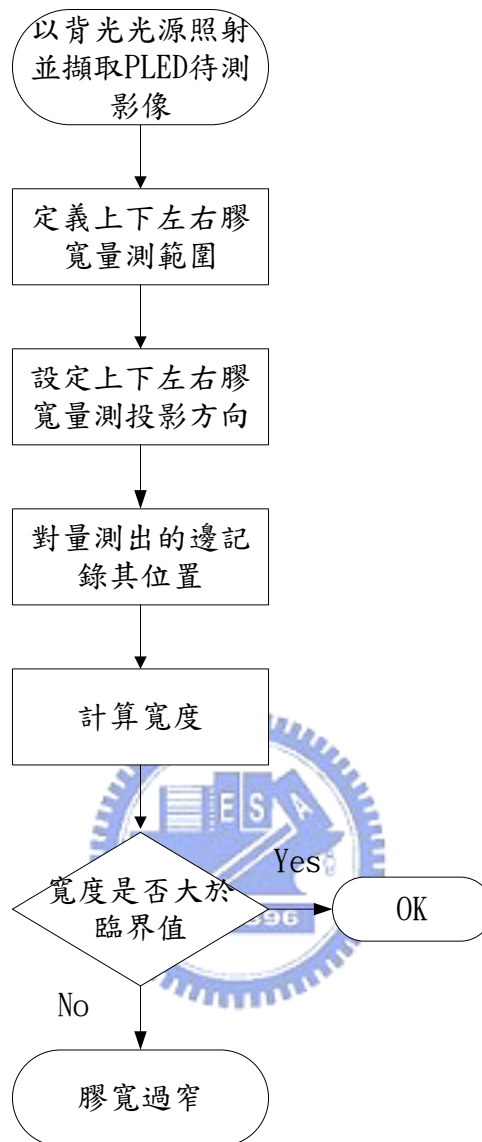 以背光光源照射
並擷取PLED待測
影像
定義上下左右膠
寬量測範圍
設定上下左右膠
寬量測投影方向
對量測出的邊記
錄其位置
計算寬度
ESA
寬度是否大於
臨界值
Yes
OK
1896
No
膠寬過窄